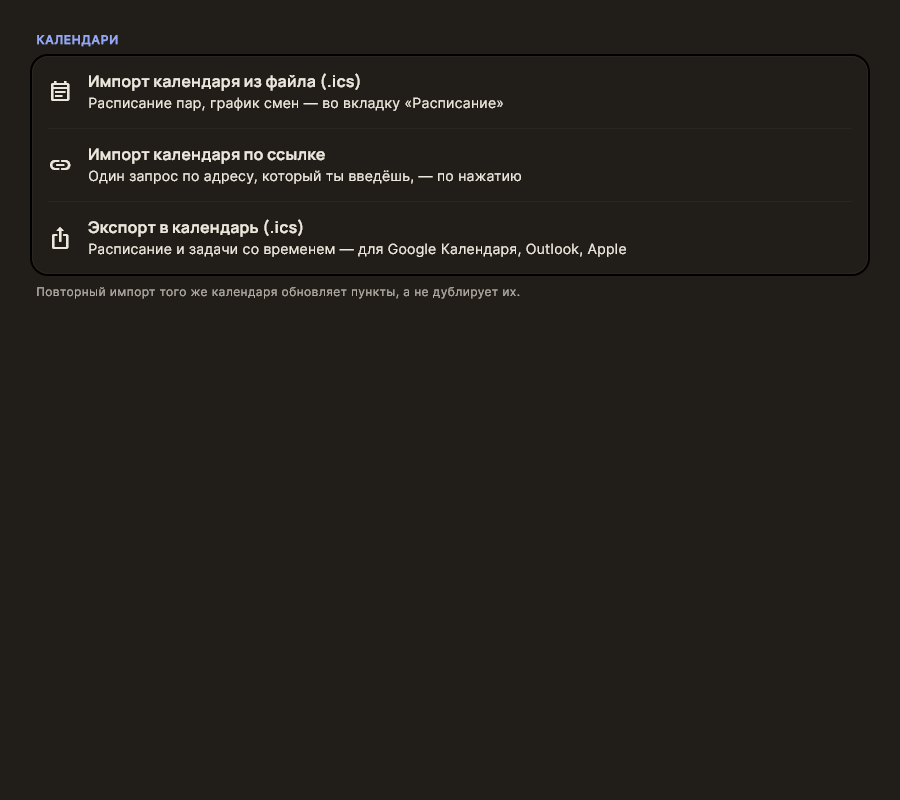 КАЛЕНДАРИ
Импорт календаря из файла (.ics)
Расписание пар, график смен — во вкладку «Расписание»
Импорт календаря по ссылке
Один запрос по адресу, который ты введёшь, — по нажатию
Экспорт в календарь (.ics)
Расписание и задачи со временем — для Google Календаря, Outlook, Apple
Повторный импорт того же календаря обновляет пункты, а не дублирует их.